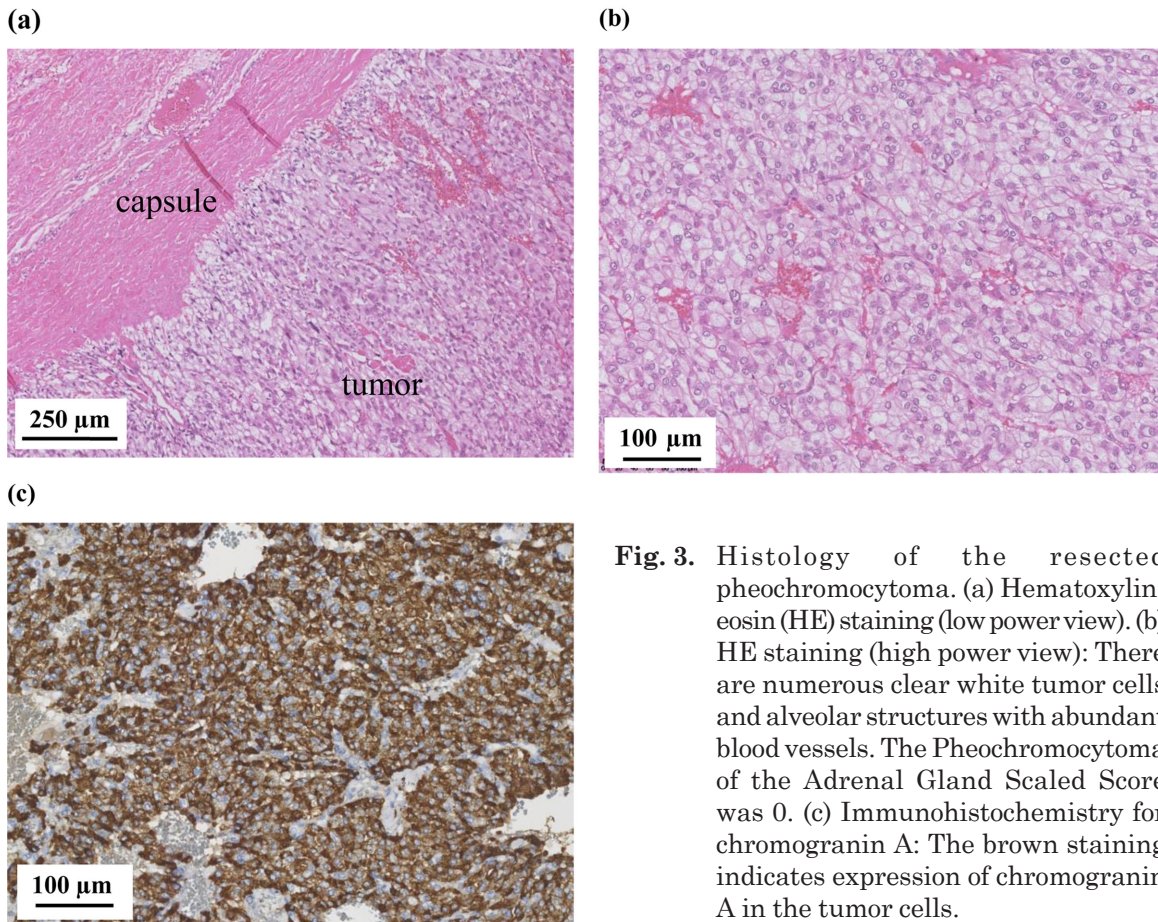 (a)
(b)
capsule
tumor
250 µm
100 µm
(c)
100 µm
Fig. 3. Histology of the resected
pheochromocytoma. (a) Hematoxylin
eosin (HE) staining (low power view). (b)
HE staining (high power view): There
are numerous clear white tumor cells
and alveolar structures with abundant
blood vessels. The Pheochromocytoma
of the Adrenal Gland Scaled Score
was 0. (c) Immunohistochemistry for
chromogranin A: The brown staining
indicates expression of chromogranin
A in the tumor cells.